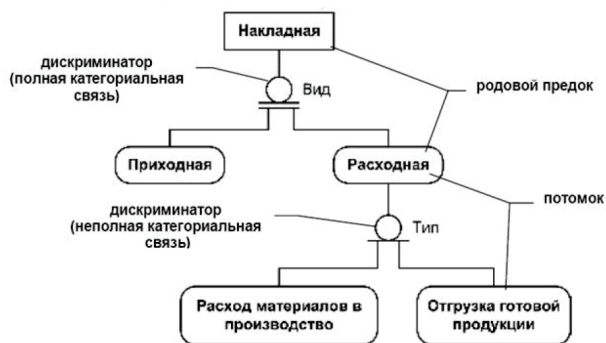 Накладная
дискриминатор
(полная категориальная
связь)
Вид
родовой предок
Приходная
Расходная
дискриминатор
(неполная категориальная
связь)
Тип
потомок
Расход материалов в
производство
Отгрузка готовой
продукции